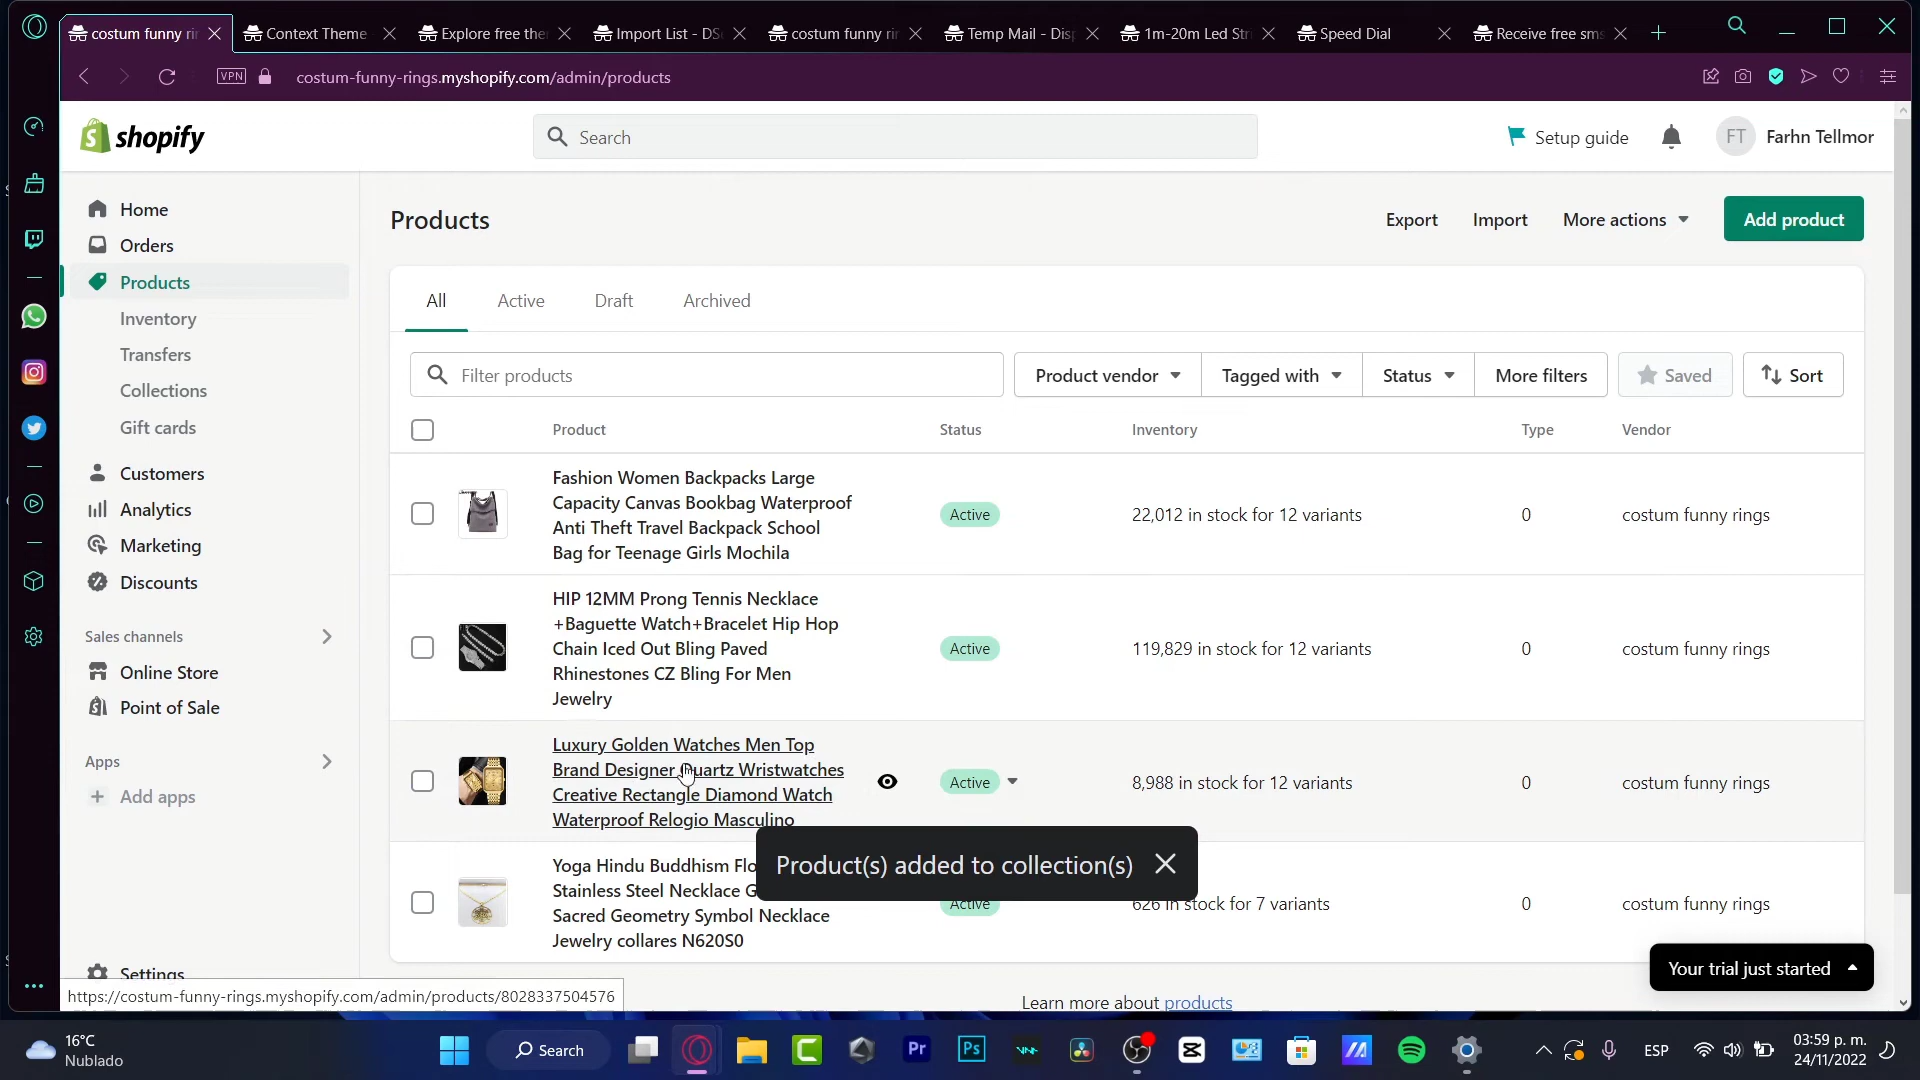 costum funny rin
Context Theme
Explore free the
Import List - DS
costum funny rin
Temp Mail - Disp
1m-20m Led Str
Speed Dial
Receive free sms
VPN
costum-funny-rings.myshopify.com/admin/products
shopify
Search
Setup guide
FT
Farhn Tellmor
Home
Orders
Products
Inventory
Transfers
Collections
Gift cards
Customers
Analytics
Marketing
Discounts
Sales channels
Online Store
Point of Sale
Apps
Add apps
Settings
Products
Export
Import
More actions
Add product
All
Active
Draft
Archived
Filter products
Product vendor
Tagged with
Status
More filters
Saved
Sort
Product
Status
Inventory
Type
Vendor
Fashion Women Backpacks Large
Capacity Canvas Bookbag Waterproof
Anti Theft Travel Backpack School
Bag for Teenage Girls Mochila
Active
22,012 in stock for 12 variants
0
costum funny rings
HIP 12MM Prong Tennis Necklace
+Baguette Watch+Bracelet Hip Hop
Chain Iced Out Bling Paved
Rhinestones CZ Bling For Men
Jewelry
Active
119,829 in stock for 12 variants
0
costum funny rings
Luxury Golden Watches Men Top
Brand Designer Quartz Wristwatches
Creative Rectangle Diamond Watch
Waterproof Relogio Masculino
Active
8,988 in stock for 12 variants
0
costum funny rings
Product(s) added to collection(s)
Yoga Hindu Buddhism Flo
Stainless Steel Necklace G
Sacred Geometry Symbol Necklace
Jewelry collares N620S0
Active
626 in stock for 7 variants
0
costum funny rings
Your trial just started
https://costum-funny-rings.myshopify.com/admin/products/8028337504576
Learn more about products
16°C
Nublado
Search
Pr
Ps
ESP
03:59 p. m.
24/11/2022